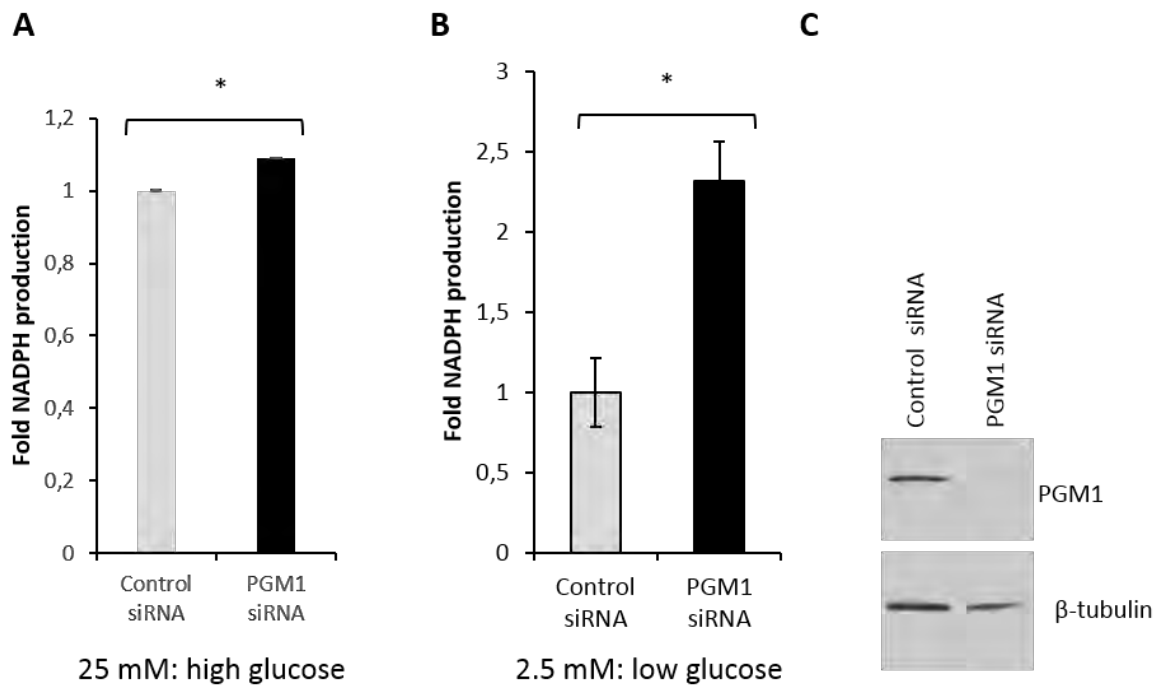 A
*
1,2
1
0,8
0,6
0,4
0,2
0
Fold NADPH production
Control
siRNA
PGM1
siRNA
25 mM: high glucose
B
*
3
2,5
2
1,5
1
0,5
0
Fold NADPH production
Control
siRNA
PGM1
siRNA
2.5 mM: low glucose
C
Control siRNA
PGM1 siRNA
PGM1
β-tubulin